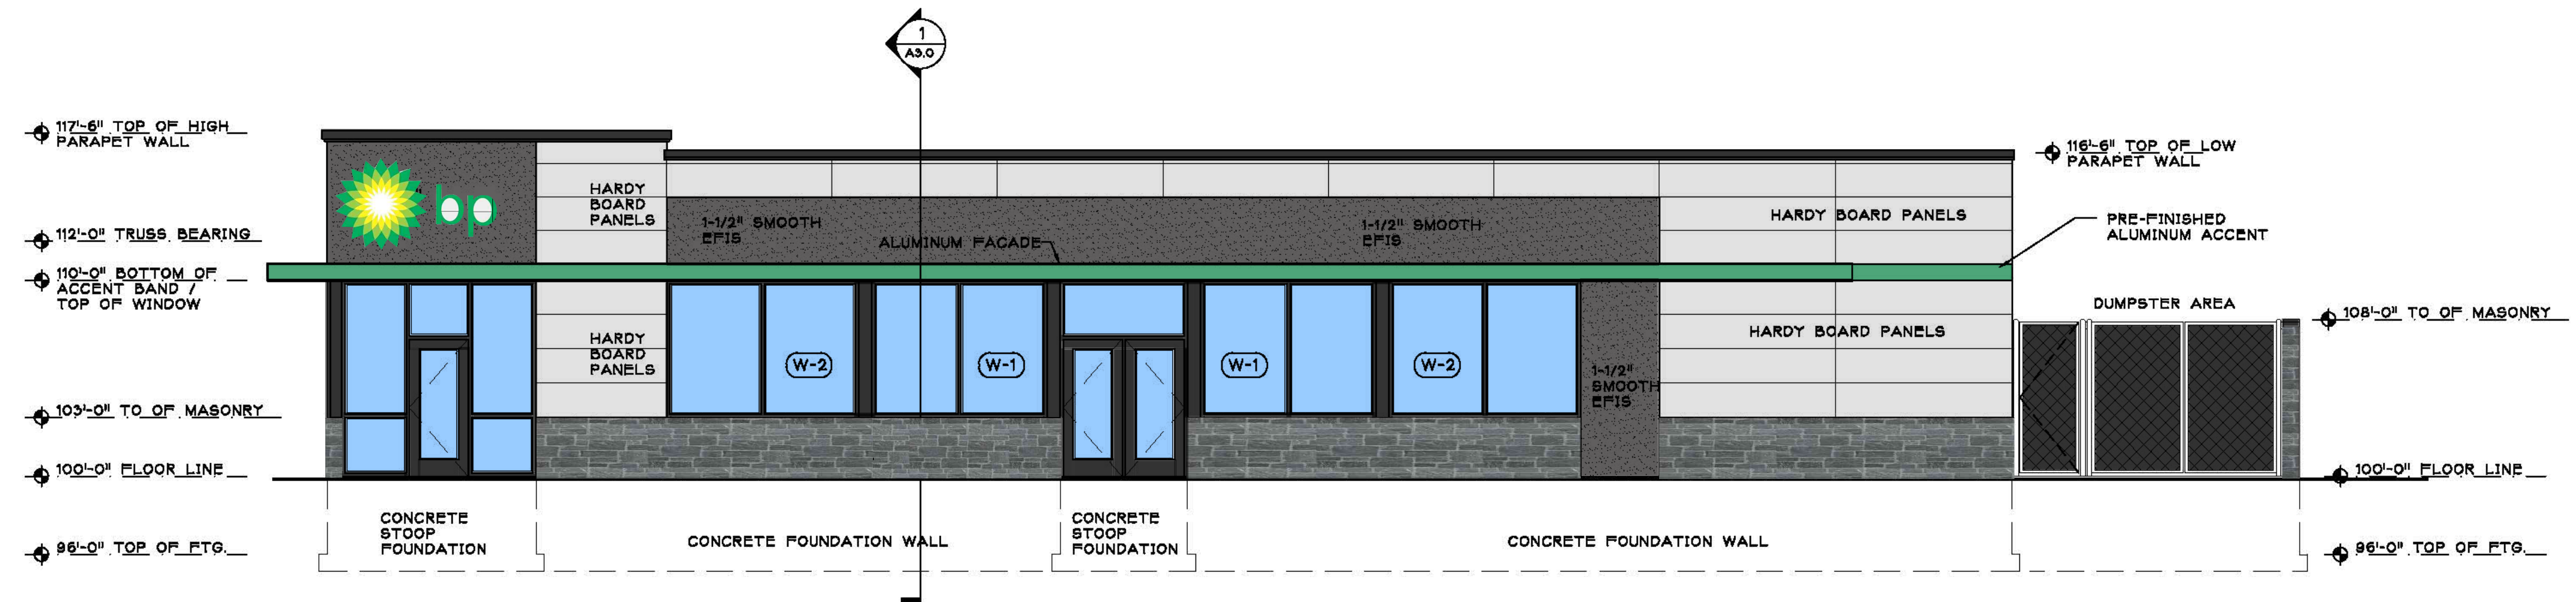 1
A3.0
117'-6" TOP OF HIGH
PARAPET WALL
116'-6" TOP OF LOW
PARAPET WALL
bp
HARDY
BOARD
PANELS
1-1/2" SMOOTH
EFIS
1-1/2" SMOOTH
EFIS
HARDY BOARD PANELS
PRE-FINISHED
ALUMINUM ACCENT
112'-0" TRUSS BEARING
ALUMINUM FACADE
110'-0" BOTTOM OF
ACCENT BAND /
TOP OF WINDOW
DUMPSTER AREA
108'-0" TO OF MASONRY
HARDY
BOARD
PANELS
HARDY BOARD PANELS
W-2
W-1
W-1
W-2
1-1/2"
SMOOTH
EFIS
103'-0" TO OF MASONRY
100'-0" FLOOR LINE
100'-0" FLOOR LINE
CONCRETE
STOOP
FOUNDATION
CONCRETE FOUNDATION WALL
CONCRETE
STOOP
FOUNDATION
CONCRETE FOUNDATION WALL
96'-0" TOP OF FTG.
96'-0" TOP OF FTG.